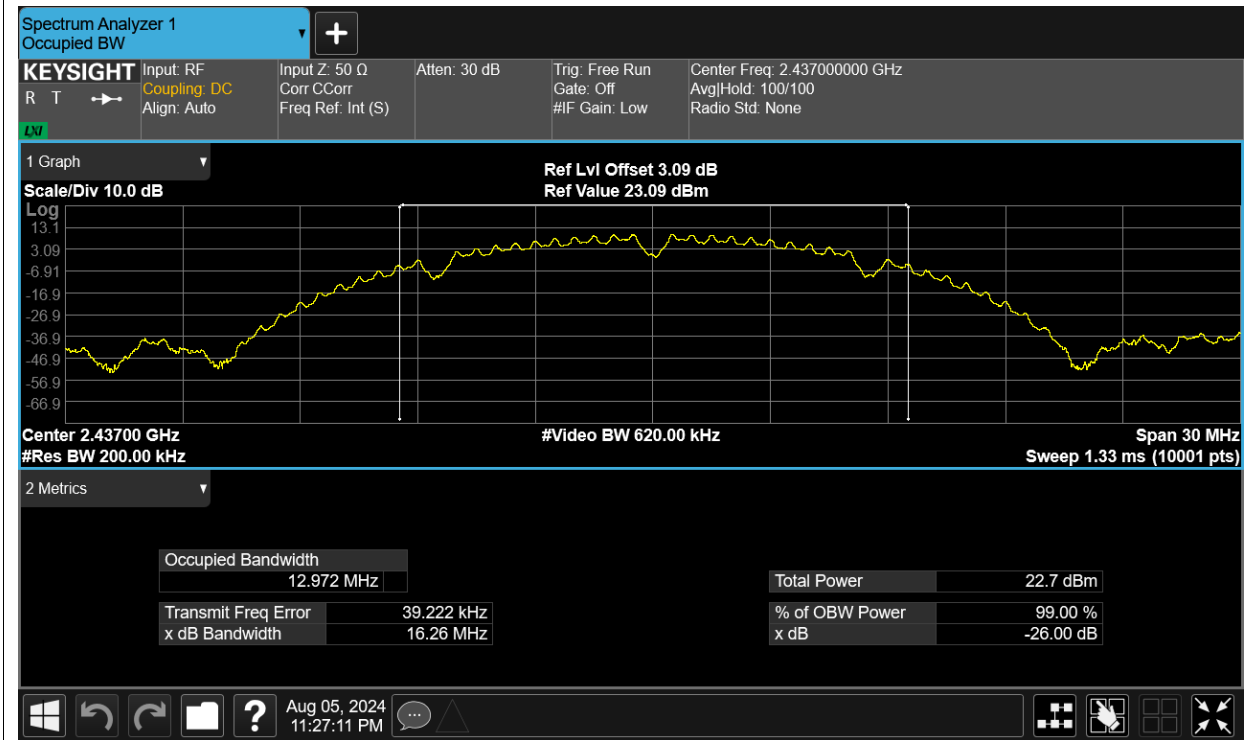 Spectrum Analyzer 1
Occupied BW
KEYSIGHT
R T
LXI
Input: RF
Coupling: DC
Align: Auto
Input Z: 50 Ω
Corr CCorr
Freq Ref: Int (S)
Atten: 30 dB
Trig: Free Run
Gate: Off
#IF Gain: Low
Center Freq: 2.437000000 GHz
Avg|Hold: 100/100
Radio Std: None
1 Graph
Scale/Div 10.0 dB
Ref Lvl Offset 3.09 dB
Ref Value 23.09 dBm
Log
13.1
3.09
-6.91
-16.9
-26.9
-36.9
-46.9
-56.9
-66.9
Center 2.43700 GHz
#Video BW 620.00 kHz
Span 30 MHz
#Res BW 200.00 kHz
Sweep 1.33 ms (10001 pts)
2 Metrics
Occupied Bandwidth
12.972 MHz
Total Power 22.7 dBm
Transmit Freq Error 39.222 kHz
% of OBW Power 99.00 %
x dB Bandwidth 16.26 MHz
x dB -26.00 dB
?
Aug 05, 2024
11:27:11 PM